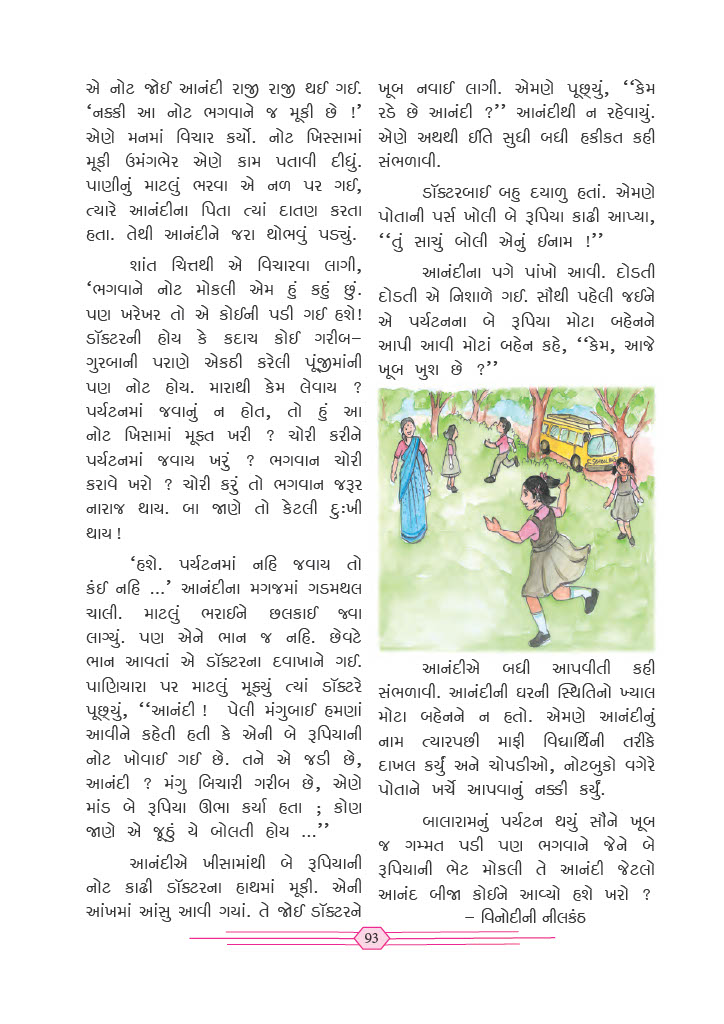 એ નોટ જોઈ આનંદી રાજી રાજી થઈ ગઈ.
‘નક્કી આ નોટ ભગવાને જ મૂકી છે !’
એણે મનમાં વિચાર કર્યો. નોટ ખિસ્સામાં
મૂકી ઉમંગભેર એણે કામ પતાવી દીધું.
પાણીનું માટલું ભરવા એ નળ પર ગઈ,
ત્યારે આનંદીના પિતા ત્યાં દાતણ કરતા
હતા. તેથી આનંદીને જરા થોભવું પડ્યું.
શાંત ચિત્તથી એ વિચારવા લાગી,
‘ભગવાને નોટ મોકલી એમ હું કહું છું.
પણ ખરેખર તો એ કોઈની પડી ગઈ હશે!
ડૉક્ટરની હોય કે કદાચ કોઈ ગરીબ–
ગુરબાની પરાણે એકઠી કરેલી પૂંજીમાંની
પણ નોટ હોય. મારાથી કેમ લેવાય ?
પર્યટનમાં જવાનું ન હોત, તો હું આ
નોટ ખિસામાં મૂકત ખરી ? ચોરી કરીને
પર્યટનમાં જવાય ખરું ? ભગવાન ચોરી
કરાવે ખરો ? ચોરી કરું તો ભગવાન જરૂર
નારાજ થાય. બા જાણે તો કેટલી દુઃખી
થાય !
‘હશે. પર્યટનમાં નહિ જવાય તો
કંઈ નહિ ...’ આનંદીના મગજમાં ગડમથલ
ચાલી. માટલું ભરાઈને છલકાઈ જવા
લાગ્યું. પણ એને ભાન જ નહિ. છેવટે
ભાન આવતાં એ ડૉક્ટરના દવાખાને ગઈ.
પાણિયારા પર માટલું મૂક્યું ત્યાં ડૉક્ટરે
પૂછ્યું, ‘‘આનંદી ! પેલી મંગુબાઈ હમણાં
આવીને કહેતી હતી કે એની બે રૂપિયાની
નોટ ખોવાઈ ગઈ છે. તને એ જડી છે,
આનંદી ? મંગુ બિચારી ગરીબ છે, એણે
માંડ બે રૂપિયા ઊભા કર્યા હતા ; કોણ
જાણે એ જૂઠું યે બોલતી હોય ...’’
આનંદીએ ખીસામાંથી બે રૂપિયાની
નોટ કાઢી ડૉક્ટરના હાથમાં મૂકી. એની
આંખમાં આંસુ આવી ગયાં. તે જોઈ ડૉક્ટરને
ખૂબ નવાઈ લાગી. એમણે પૂછ્યું, ‘‘કેમ
રડે છે આનંદી ?’’ આનંદીથી ન રહેવાયું.
એણે અથથી ઈતિ સુધી બધી હકીકત કહી
સંભળાવી.
ડૉક્ટરબાઈ બહુ દયાળુ હતાં. એમણે
પોતાની પર્સ ખોલી બે રૂપિયા કાઢી આપ્યા,
‘‘તું સાચું બોલી એનું ઈનામ !’’
આનંદીના પગે પાંખો આવી. દોડતી
દોડતી એ નિશાળે ગઈ. સૌથી પહેલી જઈને
એ પર્યટનના બે રૂપિયા મોટા બહેનને
આપી આવી મોટાં બહેન કહે, ‘‘કેમ, આજે
ખૂબ ખુશ છે ?’’
આનંદીએ બધી આપવીતી કહી
સંભળાવી. આનંદીની ઘરની સ્થિતિનો ખ્યાલ
મોટા બહેનને ન હતો. એમણે આનંદીનું
નામ ત્યારપછી માફી વિદ્યાર્થિની તરીકે
દાખલ કર્યું અને ચોપડીઓ, નોટબુકો વગેરે
પોતાને ખર્ચે આપવાનું નક્કી કર્યું.
બાલારામનું પર્યટન થયું સૌને ખૂબ
જ ગમ્મત પડી પણ ભગવાને જેને બે
રૂપિયાની ભેટ મોકલી તે આનંદી જેટલો
આનંદ બીજા કોઈને આવ્યો હશે ખરો ?
– વિનોદીની નીલકંઠ
93